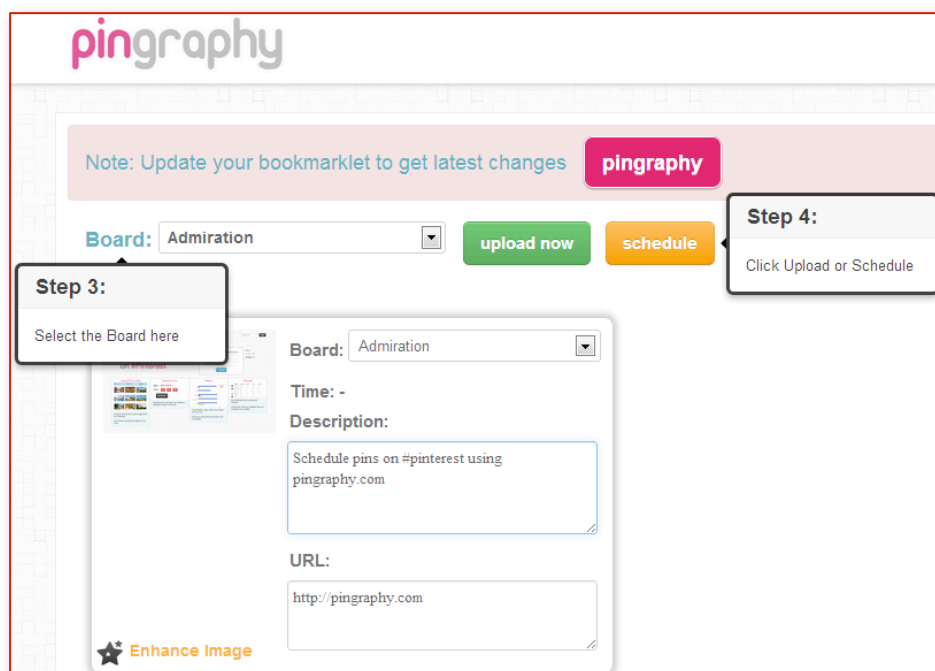 pingraphy
Note: Update your bookmarklet to get latest changes
pingraphy
Board:
Admiration
upload now
schedule
Step 4:
Click Upload or Schedule
Step 3:
Select the Board here
on #Pinterest
Board:
Admiration
Time: -
Description:
Schedule pins on #pinterest using
pingraphy.com
URL:
http://pingraphy.com
Enhance Image